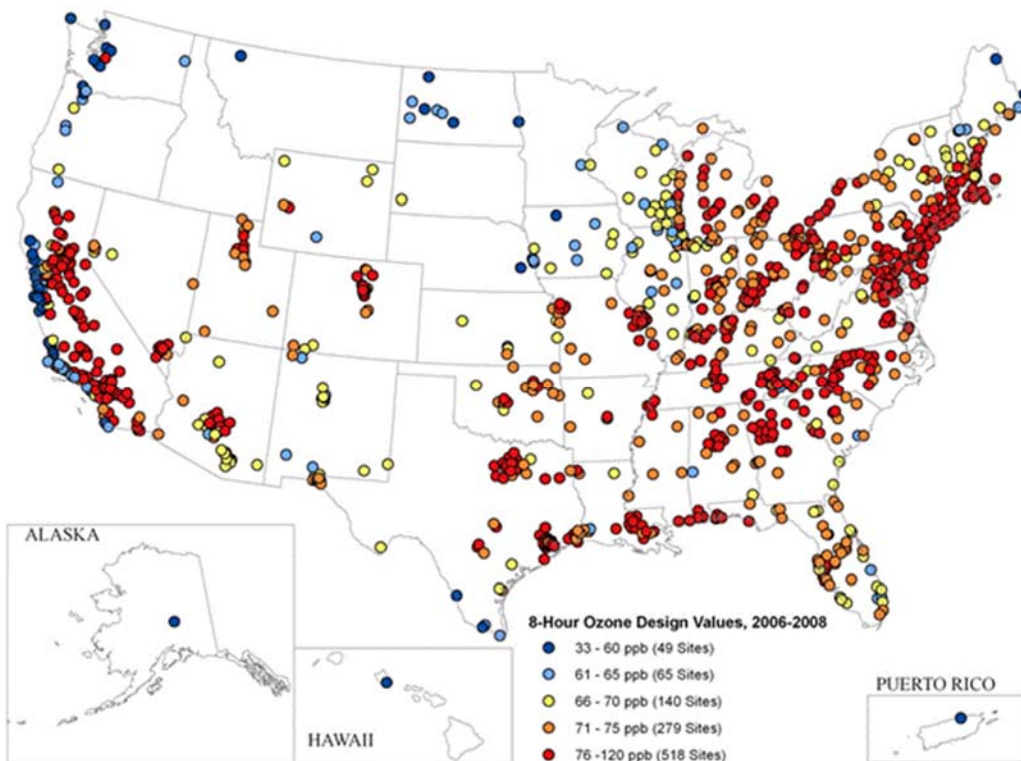 ALASKA
HAWAII
8-Hour Ozone Design Values, 2006-2008
33 - 60 ppb (49 Sites)
61 - 65 ppb (65 Sites)
66 - 70 ppb (140 Sites)
71 - 75 ppb (279 Sites)
76 -120 ppb (518 Sites)
PUERTO RICO